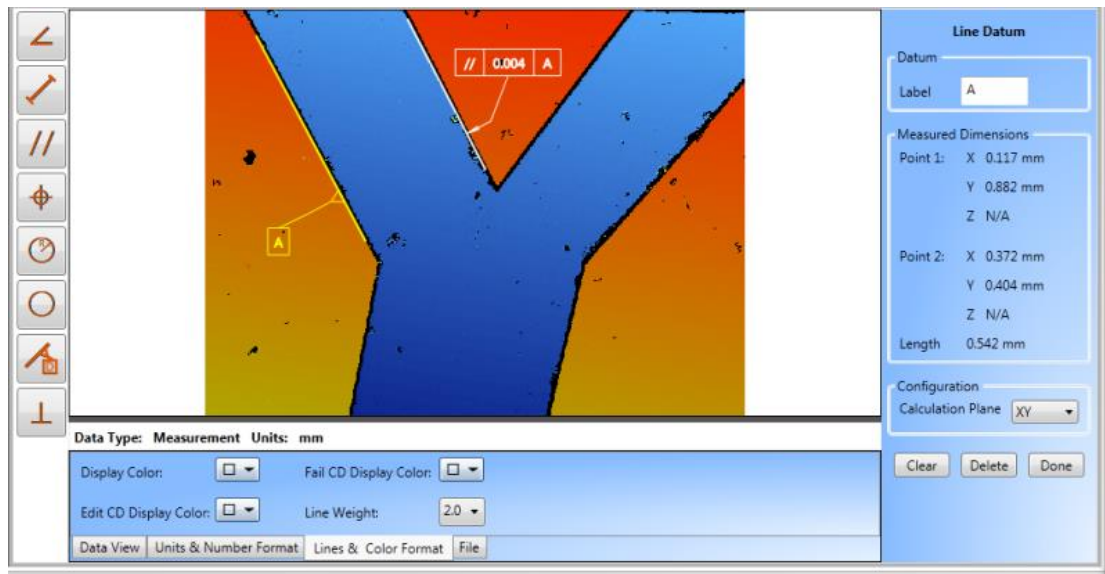 // 0.004 A
A
Line Datum
Datum
Label A
Measured Dimensions
Point 1: X 0.117 mm
Y 0.882 mm
Z N/A
Point 2: X 0.372 mm
Y 0.404 mm
Z N/A
Length 0.542 mm
Configuration
Calculation Plane XY
Clear Delete Done
Data Type: Measurement Units: mm
Display Color: Fail CD Display Color:
Edit CD Display Color: Line Weight: 2.0
Data View Units & Number Format Lines & Color Format File